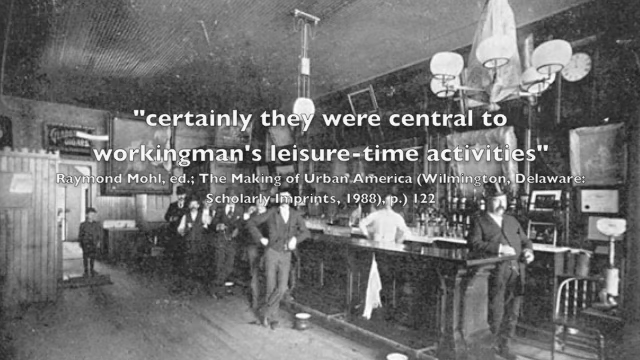 "certainly they were central to
workingman's leisure-time activities"
Raymond Mohl, ed.; The Making of Urban America (Wilmington, Delaware:
Scholarly Imprints, 1988), p.) 122